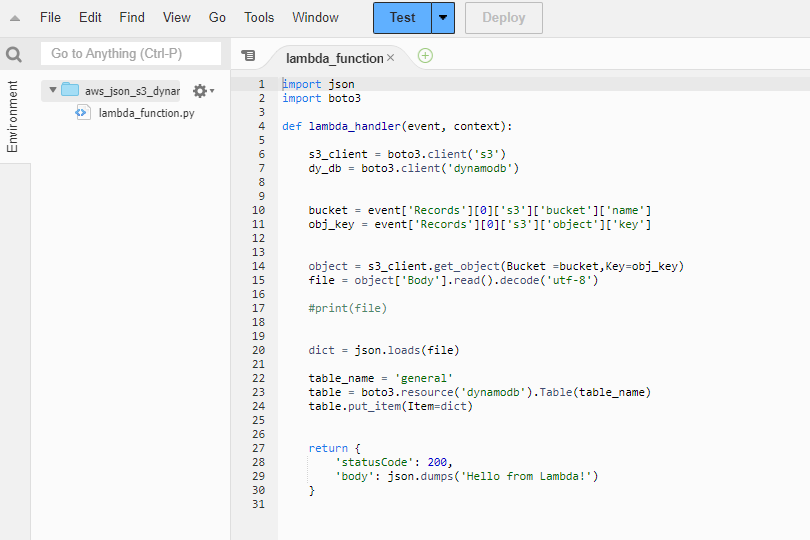 File Edit Find View Go Tools Window Test Deploy
Go to Anything (Ctrl-P)
lambda_function
Environment
aws_json_s3_dynar
lambda_function.py
1 import json
2 import boto3
3
4 def lambda_handler(event, context):
5
6 s3_client = boto3.client('s3')
7 dy_db = boto3.client('dynamodb')
8
9
10 bucket = event['Records'][0]['s3']['bucket']['name']
11 obj_key = event['Records'][0]['s3']['object']['key']
12
13
14 object = s3_client.get_object(Bucket =bucket,Key=obj_key)
15 file = object['Body'].read().decode('utf-8')
16
17 #print(file)
18
19
20 dict = json.loads(file)
21
22 table_name = 'general'
23 table = boto3.resource('dynamodb').Table(table_name)
24 table.put_item(Item=dict)
25
26
27 return {
28 'statusCode': 200,
29 'body': json.dumps('Hello from Lambda!')
30 }
31